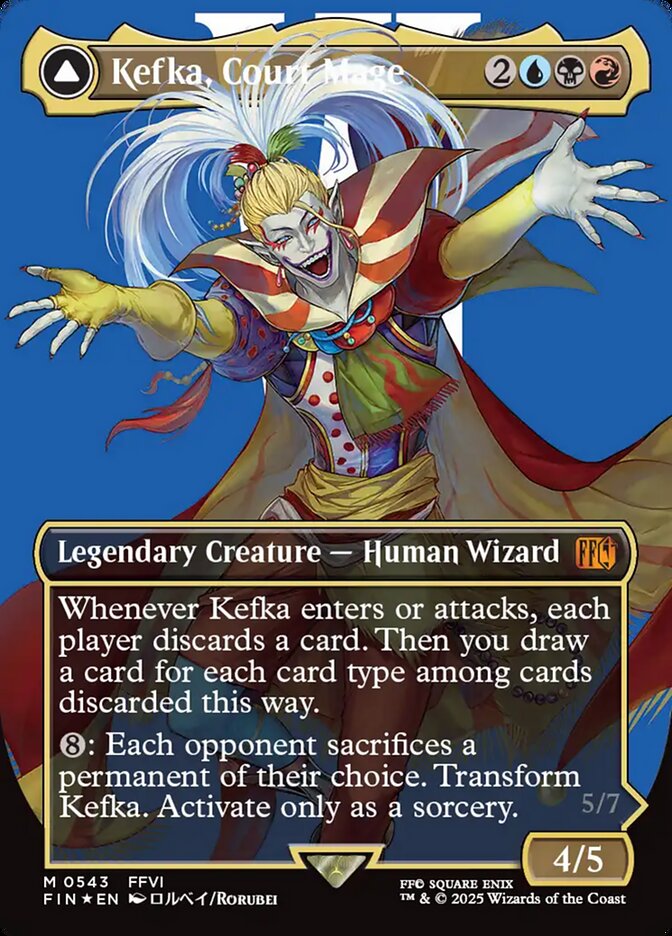 Kefka, Court Mage 2
Legendary Creature — Human Wizard FF
Whenever Kefka enters or attacks, each
player discards a card. Then you draw
a card for each card type among cards
discarded this way.
8: Each opponent sacrifices a
permanent of their choice. Transform
Kefka. Activate only as a sorcery.
5/7
4/5
M 0543 FFVI
FIN★EN ロルベイ/Rorubei
FF© SQUARE ENIX
™ & © 2025 Wizards of the Coast